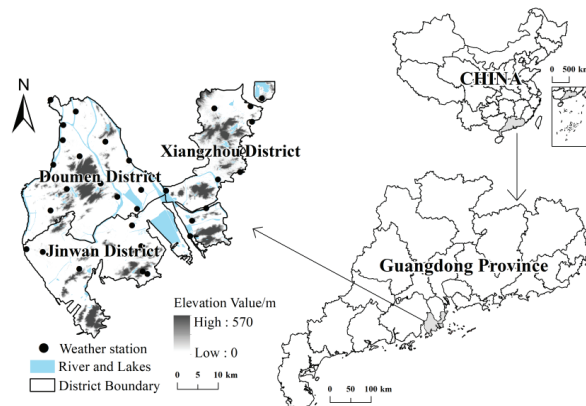 N
Xiangzhou District
Doumen District
Jinwan District
Elevation Value/m
High : 570
Low : 0
Weather station
River and Lakes
District Boundary
0 5 10 km
CHINA
0 500 km
Guangdong Province
0 50 100 km